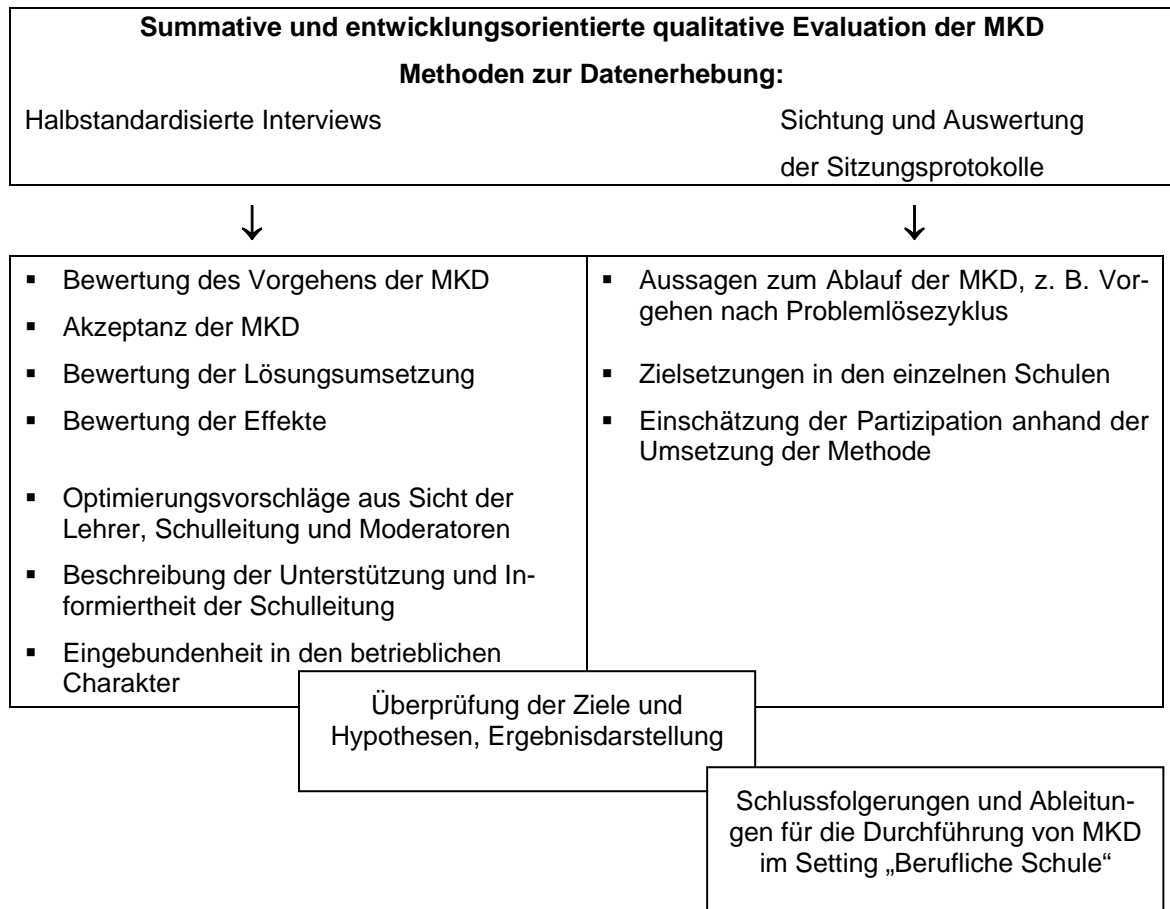 Summative und entwicklungsorientierte qualitative Evaluation der MKD
Methoden zur Datenerhebung:
Halbstandardisierte Interviews
Sichtung und Auswertung
der Sitzungsprotokolle
↓
↓
▪ Bewertung des Vorgehens der MKD
▪ Akzeptanz der MKD
▪ Bewertung der Lösungsumsetzung
▪ Bewertung der Effekte
▪ Optimierungsvorschläge aus Sicht der
Lehrer, Schulleitung und Moderatoren
▪ Beschreibung der Unterstützung und In-
formiertheit der Schulleitung
▪ Eingebundenheit in den betrieblichen
Charakter
▪ Aussagen zum Ablauf der MKD, z. B. Vor-
gehen nach Problemlösezyklus
▪ Zielsetzungen in den einzelnen Schulen
▪ Einschätzung der Partizipation anhand der
Umsetzung der Methode
Überprüfung der Ziele und
Hypothesen, Ergebnisdarstellung
Schlussfolgerungen und Ableitun-
gen für die Durchführung von MKD
im Setting „Berufliche Schule“